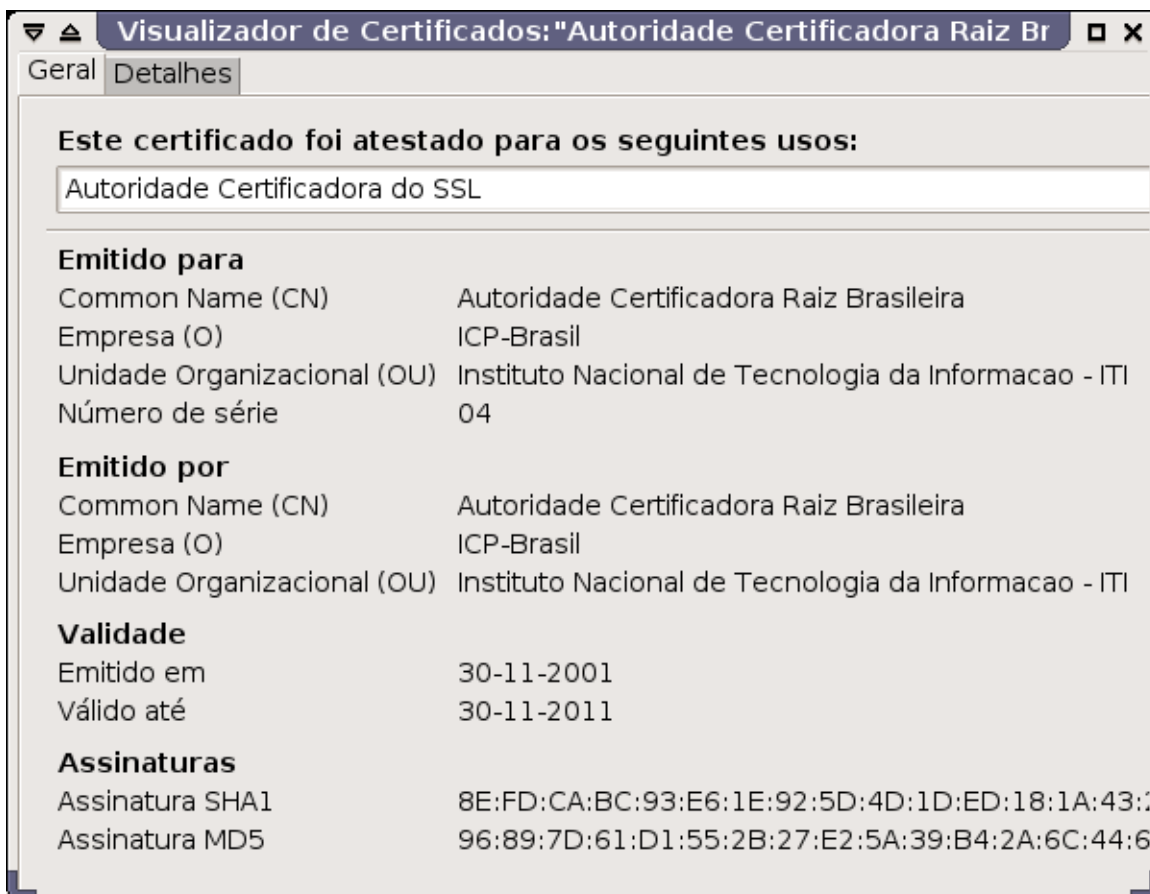 Visualizador de Certificados:"Autoridade Certificadora Raiz Br
Geral Detalhes
Este certificado foi atestado para os seguintes usos:
Autoridade Certificadora do SSL
Emitido para
Common Name (CN) Autoridade Certificadora Raiz Brasileira
Empresa (O) ICP-Brasil
Unidade Organizacional (OU) Instituto Nacional de Tecnologia da Informacao - ITI
Número de série 04
Emitido por
Common Name (CN) Autoridade Certificadora Raiz Brasileira
Empresa (O) ICP-Brasil
Unidade Organizacional (OU) Instituto Nacional de Tecnologia da Informacao - ITI
Validade
Emitido em 30-11-2001
Válido até 30-11-2011
Assinaturas
Assinatura SHA1 8E:FD:CA:BC:93:E6:1E:92:5D:4D:1D:ED:18:1A:43:2
Assinatura MD5 96:89:7D:61:D1:55:2B:27:E2:5A:39:B4:2A:6C:44:6